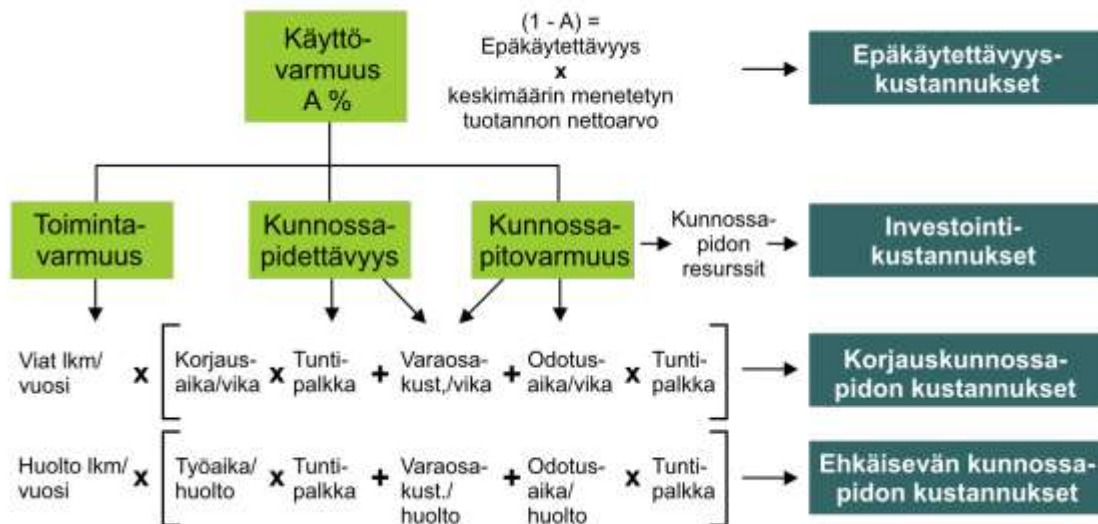 Käyttö-
varmuus
A %
(1 - A) =
Epäkäytettävyys
x
keskimäärin menetetyn
tuotannon nettoarvo
Epäkäytettävyys-
kustannukset
Toiminta-
varmuus
Kunnossa-
pidettävyys
Kunnossa-
pitovarmuus
Kunnossa-
pidon
resurssit
Investointi-
kustannukset
Viat lkm/
vuosi
x
Korjaus-
aika/vika
x
Tunti-
palkka
+
Varaosa-
kust,/vika
+
Odotus-
aika/vika
x
Tunti-
palkka
Korjauskunnossa-
pidon kustannukset
Huolto lkm/
vuosi
x
Työaika/
huolto
x
Tunti-
palkka
+
Varaosa-
kust./
huolto
+
Odotus-
aika/
huolto
x
Tunti-
palkka
Ehkäisevän kunnossa-
pidon kustannukset